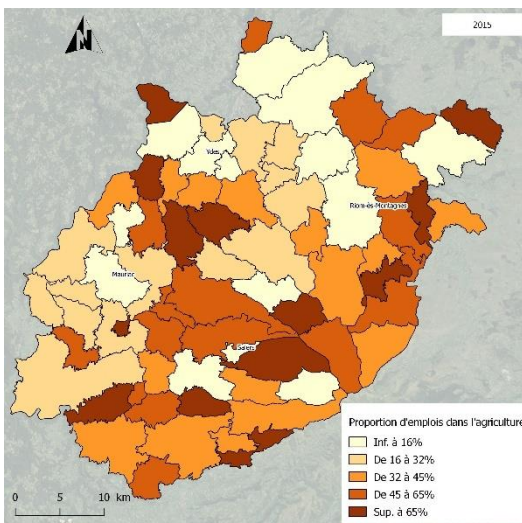 2015
N
Ydes
Riom-ès-Montagnes
Mauriac
Salers
Proportion d'emplois dans l'agriculture
Inf. à 16%
De 16 à 32%
De 32 à 45%
De 45 à 65%
Sup. à 65%
0 5 10 km